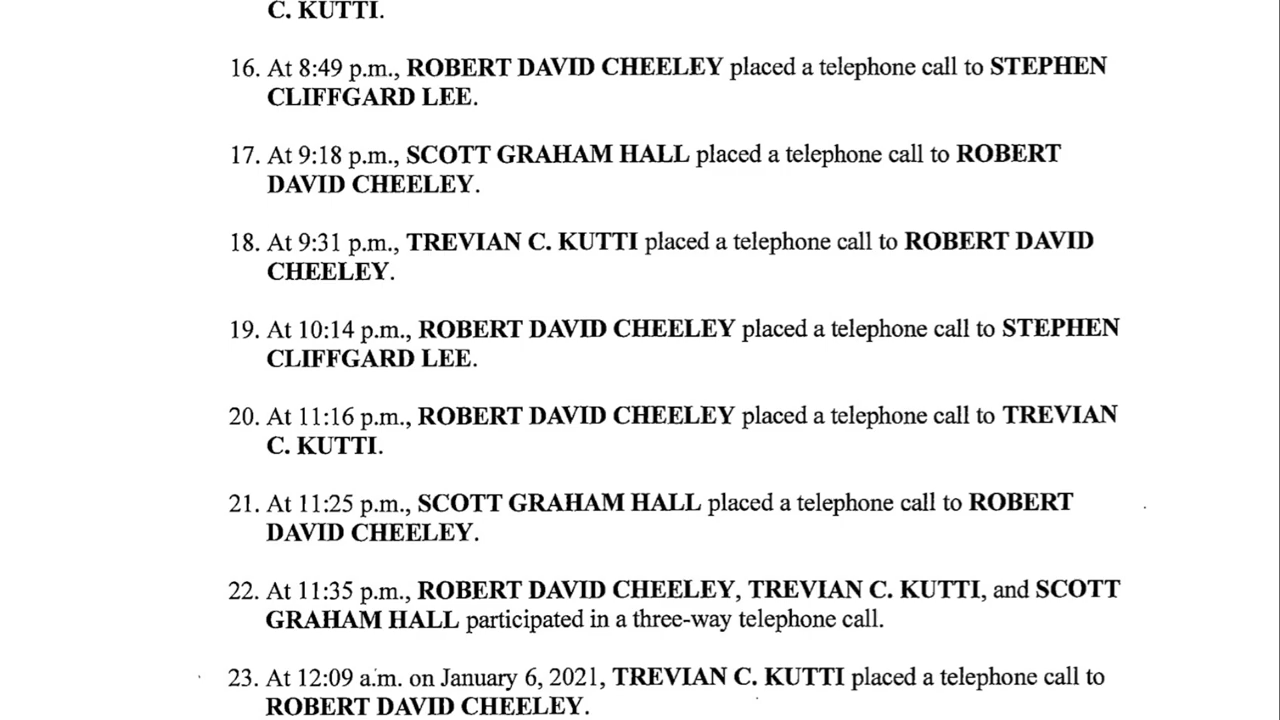 C. KUTTI.
16. At 8:49 p.m., ROBERT DAVID CHEELEY placed a telephone call to STEPHEN
CLIFFGARD LEE.
17. At 9:18 p.m., SCOTT GRAHAM HALL placed a telephone call to ROBERT
DAVID CHEELEY.
18. At 9:31 p.m., TREVIAN C. KUTTI placed a telephone call to ROBERT DAVID
CHEELEY.
19. At 10:14 p.m., ROBERT DAVID CHEELEY placed a telephone call to STEPHEN
CLIFFGARD LEE.
20. At 11:16 p.m., ROBERT DAVID CHEELEY placed a telephone call to TREVIAN
C. KUTTI.
21. At 11:25 p.m., SCOTT GRAHAM HALL placed a telephone call to ROBERT
DAVID CHEELEY.
22. At 11:35 p.m., ROBERT DAVID CHEELEY, TREVIAN C. KUTTI, and SCOTT
GRAHAM HALL participated in a three-way telephone call.
23. At 12:09 a.m. on January 6, 2021, TREVIAN C. KUTTI placed a telephone call to
ROBERT DAVID CHEELEY.